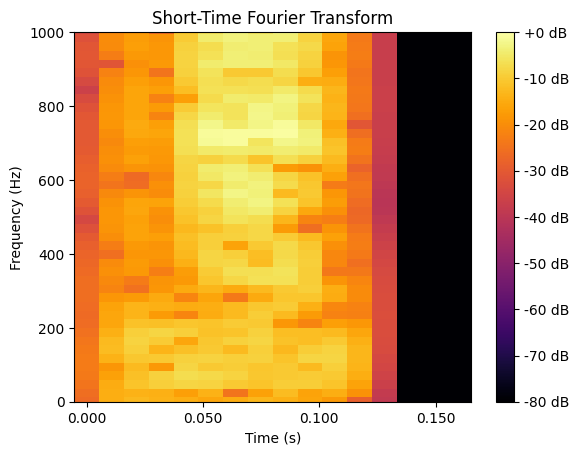 Short-Time Fourier Transform
1000
800
600
400
200
0
Frequency (Hz)
0.000
0.050
0.100
0.150
Time (s)
+0 dB
-10 dB
-20 dB
-30 dB
-40 dB
-50 dB
-60 dB
-70 dB
-80 dB